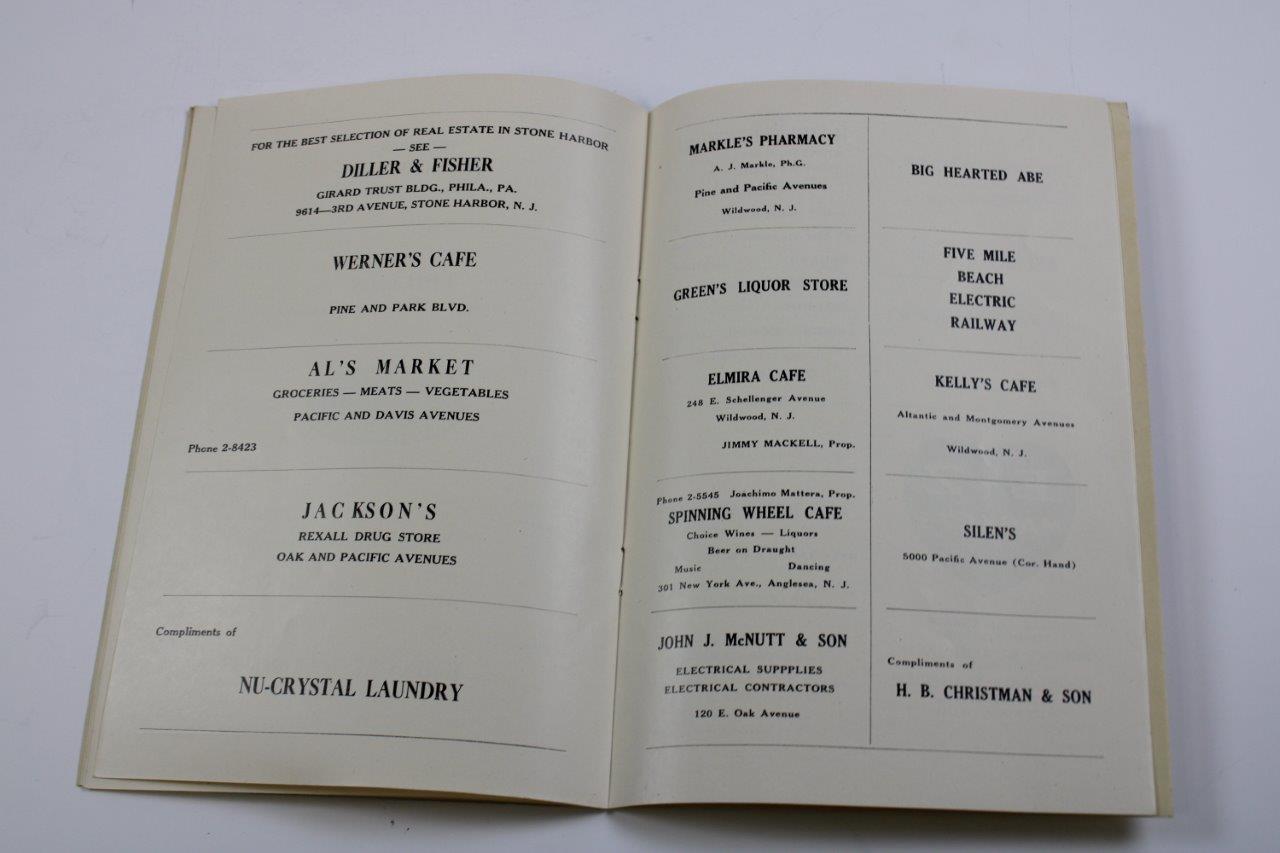 FOR THE BEST SELECTION OF REAL ESTATE IN STONE HARBOR
— SEE —
DILLER & FISHER
GIRARD TRUST BLDG., PHILA., PA.
9614—3RD AVENUE, STONE HARBOR, N. J.
WERNER'S CAFE
PINE AND PARK BLVD.
AL'S MARKET
GROCERIES — MEATS — VEGETABLES
PACIFIC AND DAVIS AVENUES
Phone 2-8423
JACKSON'S
REXALL DRUG STORE
OAK AND PACIFIC AVENUES
Compliments of
NU-CRYSTAL LAUNDRY
MARKLE'S PHARMACY
A. J. Markle, Ph.G.
Pine and Pacific Avenues
Wildwood, N. J.
GREEN'S LIQUOR STORE
ELMIRA CAFE
248 E. Schellenger Avenue
Wildwood, N. J.
JIMMY MACKELL, Prop.
Phone 2-5545 Joachimo Mattera, Prop.
SPINNING WHEEL CAFE
Choice Wines — Liquors
Beer on Draught
Music Dancing
301 New York Ave., Anglesea, N. J.
JOHN J. McNUTT & SON
ELECTRICAL SUPPPLIES
ELECTRICAL CONTRACTORS
120 E. Oak Avenue
BIG HEARTED ABE
FIVE MILE
BEACH
ELECTRIC
RAILWAY
KELLY'S CAFE
Altantic and Montgomery Avenues
Wildwood, N. J.
SILEN'S
5000 Pacific Avenue (Cor. Hand)
Compliments of
H. B. CHRISTMAN & SON